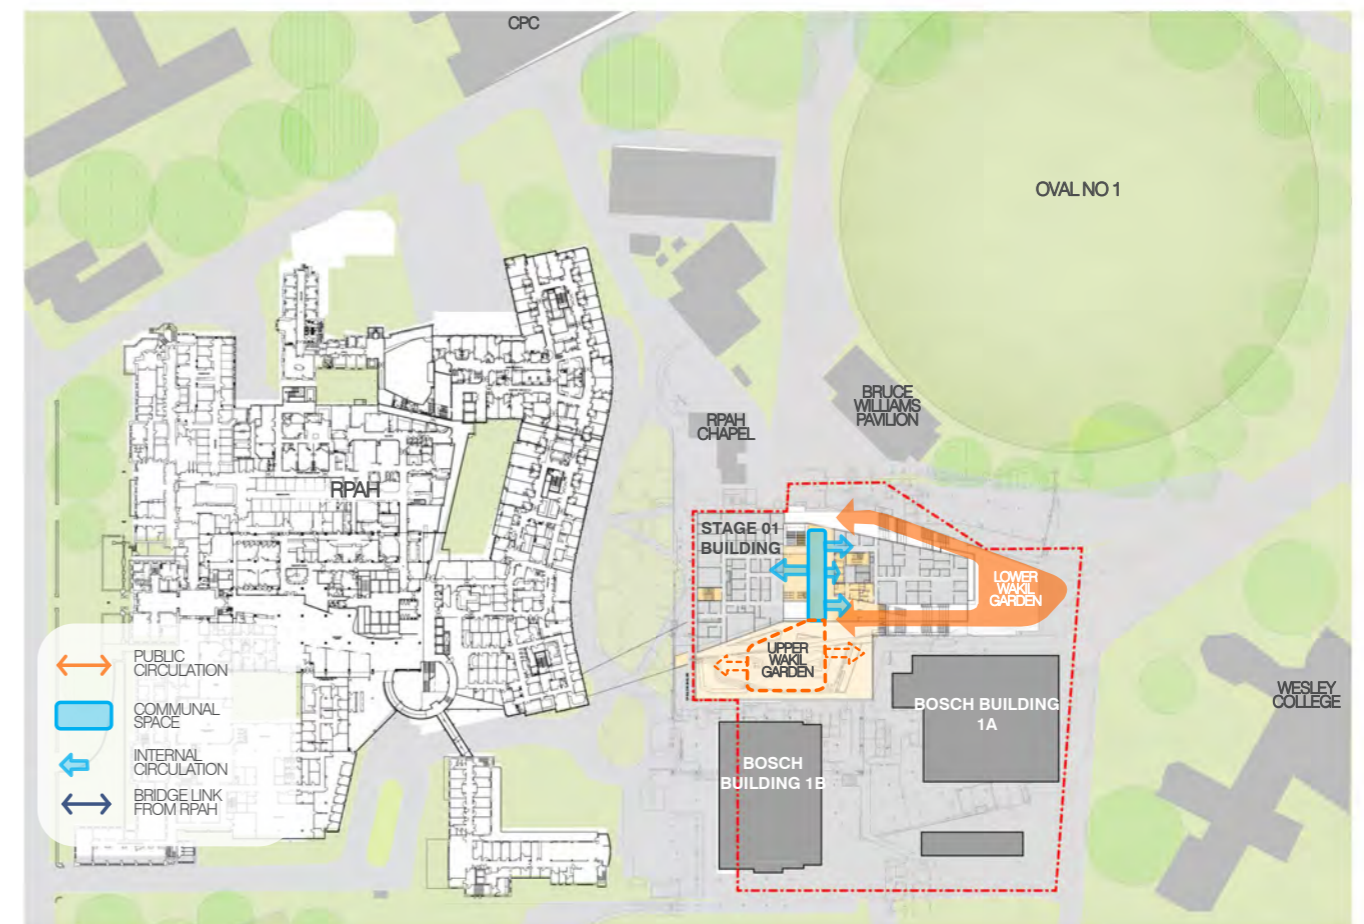 CPC
OVAL NO 1
BRUCE
WILLIAMS
PAVILION
RPAH
CHAPEL
RPAH
STAGE 01
BUILDING
LOWER
WAKIL
GARDEN
UPPER
WAKIL
GARDEN
PUBLIC
CIRCULATION
COMMUNAL
SPACE
INTERNAL
CIRCULATION
BRIDGE LINK
FROM RPAH
BOSCH BUILDING
1A
BOSCH
BUILDING 1B
WESLEY
COLLEGE